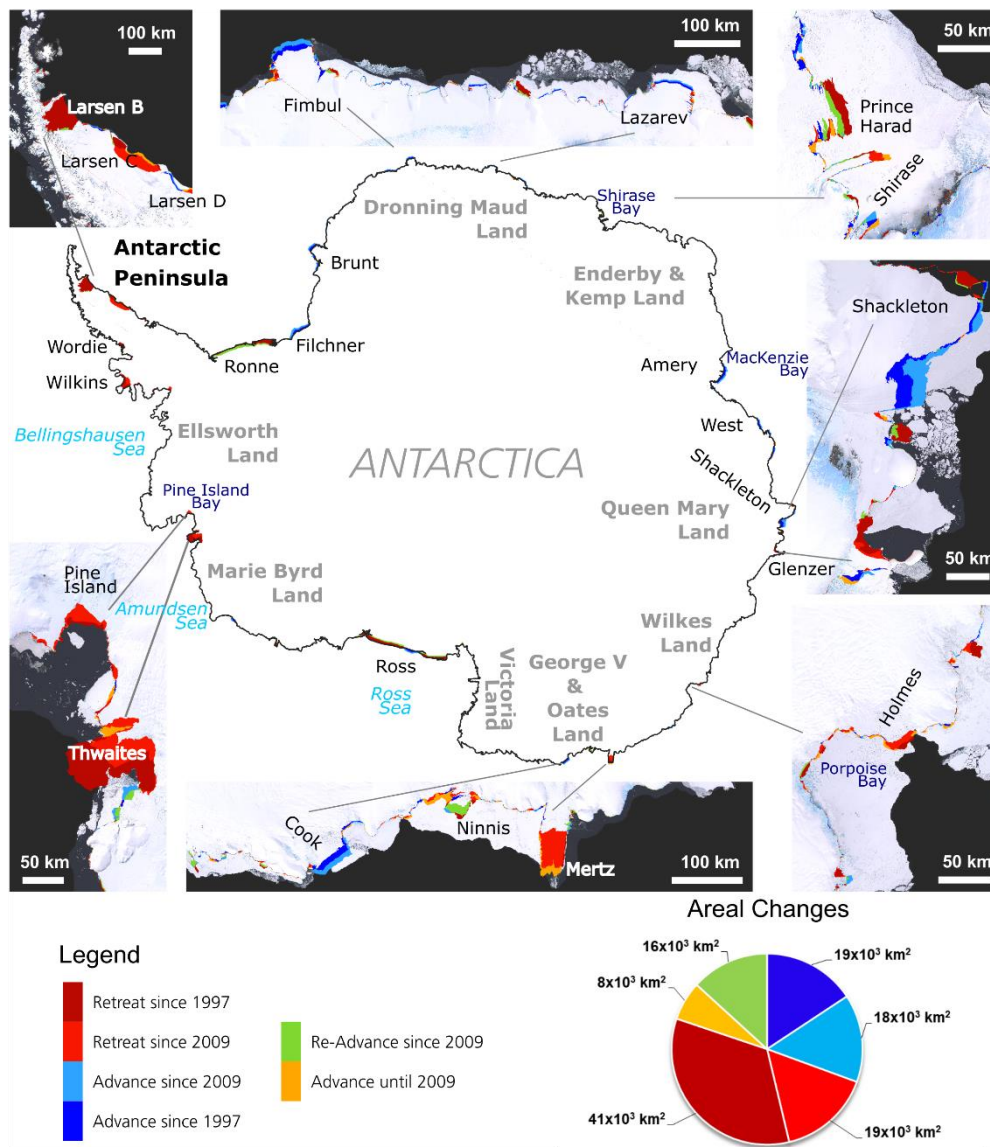 100 km
Larsen B
Larsen C
Larsen D
100 km
Fimbul
Lazarev
50 km
Prince
Harad
Shirase
Shirase
Bay
Dronning Maud
Land
Antarctic
Peninsula
Brunt
Enderby &
Kemp Land
Shackleton
Wordie
Filchner
Ronne
Wilkins
Amery
MacKenzie
Bay
Bellingshausen
Sea
Ellsworth
Land
ANTARCTICA
West
Shackleton
Pine Island
Bay
Queen Mary
Land
50 km
Glenzer
Pine
Island
Amundsen
Sea
Marie Byrd
Land
Wilkes
Land
Ross
Ross
Sea
Victoria
Land
George V
&
Oates
Land
Holmes
Porpoise
Bay
Thwaites
50 km
Cook
Ninnis
Mertz
100 km
50 km
Areal Changes
Legend
Retreat since 1997
Retreat since 2009
Advance since 2009
Advance since 1997
Re-Advance since 2009
Advance until 2009
16x10³ km²
19x10³ km²
8x10³ km²
18x10³ km²
41x10³ km²
19x10³ km²